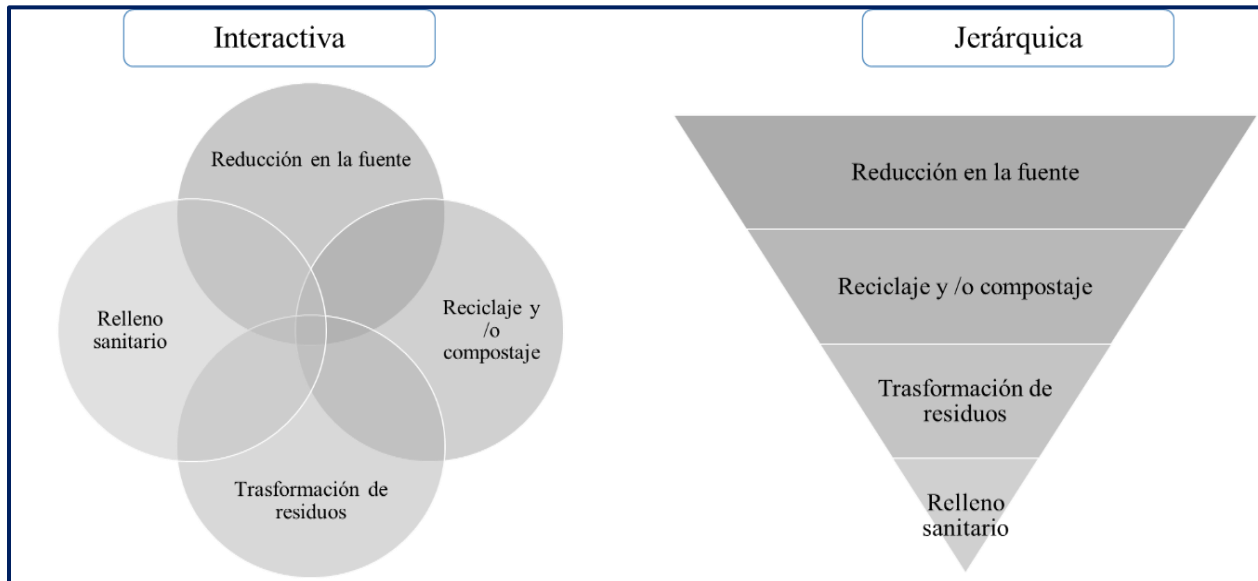 Interactiva
Reducción en la fuente
Relleno
sanitario
Reciclaje y
/o
compostaje
Trasformación de
residuos
Jerárquica
Reducción en la fuente
Reciclaje y /o compostaje
Trasformación de
residuos
Relleno
sanitario